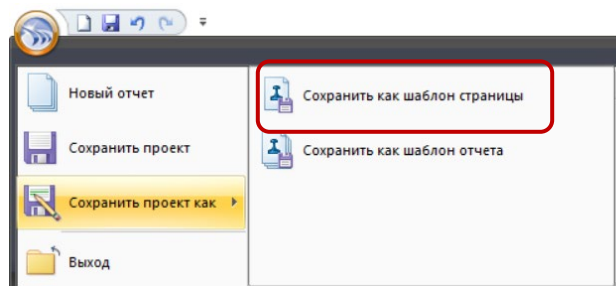 Новый отчет
Сохранить как шаблон страницы
Сохранить проект
Сохранить как шаблон отчета
Сохранить проект как
Выход